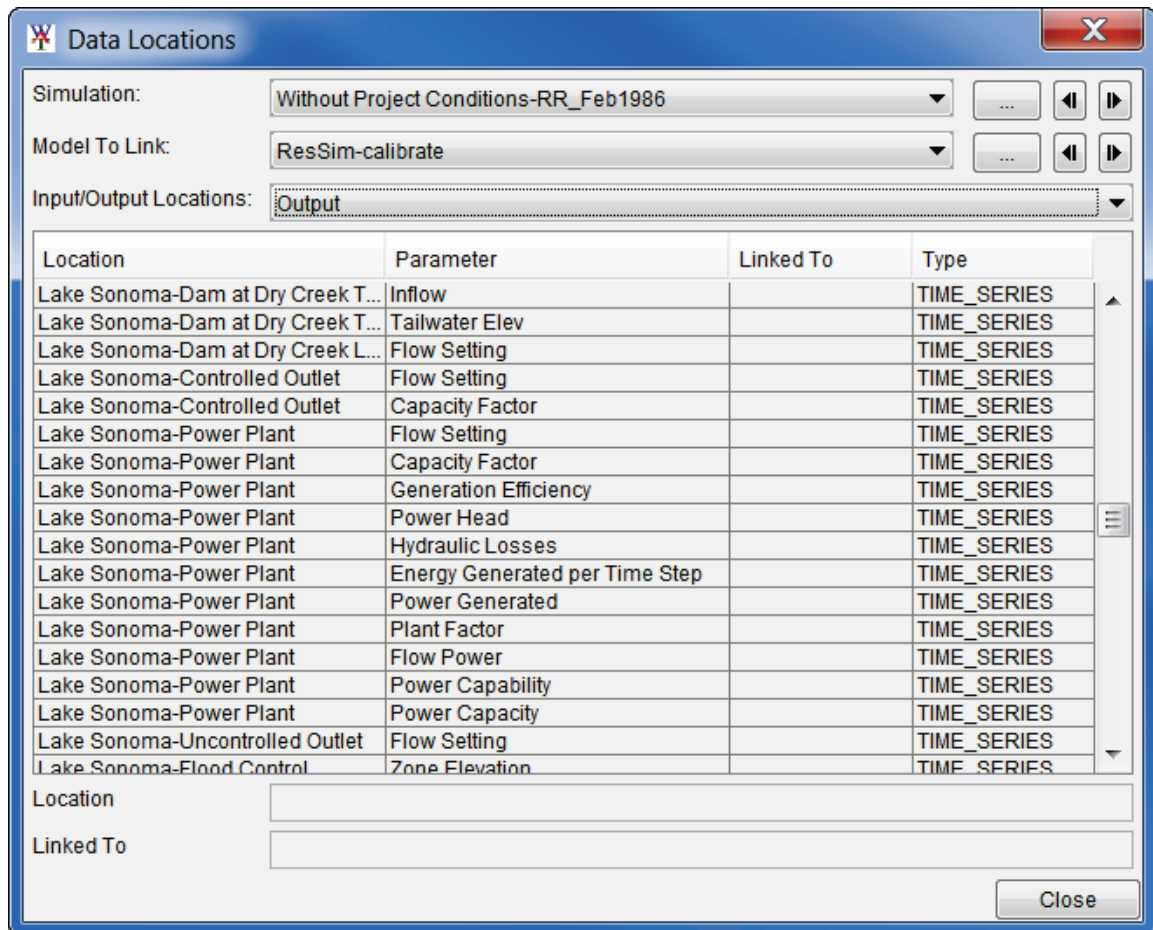 Data Locations
Simulation: Without Project Conditions-RR_Feb1986 ...
Model To Link: ResSim-calibrate ...
Input/Output Locations: Output
Location Parameter Linked To Type
Lake Sonoma-Dam at Dry Creek T... Inflow TIME_SERIES
Lake Sonoma-Dam at Dry Creek T... Tailwater Elev TIME_SERIES
Lake Sonoma-Dam at Dry Creek L... Flow Setting TIME_SERIES
Lake Sonoma-Controlled Outlet Flow Setting TIME_SERIES
Lake Sonoma-Controlled Outlet Capacity Factor TIME_SERIES
Lake Sonoma-Power Plant Flow Setting TIME_SERIES
Lake Sonoma-Power Plant Capacity Factor TIME_SERIES
Lake Sonoma-Power Plant Generation Efficiency TIME_SERIES
Lake Sonoma-Power Plant Power Head TIME_SERIES
Lake Sonoma-Power Plant Hydraulic Losses TIME_SERIES
Lake Sonoma-Power Plant Energy Generated per Time Step TIME_SERIES
Lake Sonoma-Power Plant Power Generated TIME_SERIES
Lake Sonoma-Power Plant Plant Factor TIME_SERIES
Lake Sonoma-Power Plant Flow Power TIME_SERIES
Lake Sonoma-Power Plant Power Capability TIME_SERIES
Lake Sonoma-Power Plant Power Capacity TIME_SERIES
Lake Sonoma-Uncontrolled Outlet Flow Setting TIME_SERIES
Lake Sonoma-Flood Control Zone Elevation TIME_SERIES
Location
Linked To
Close